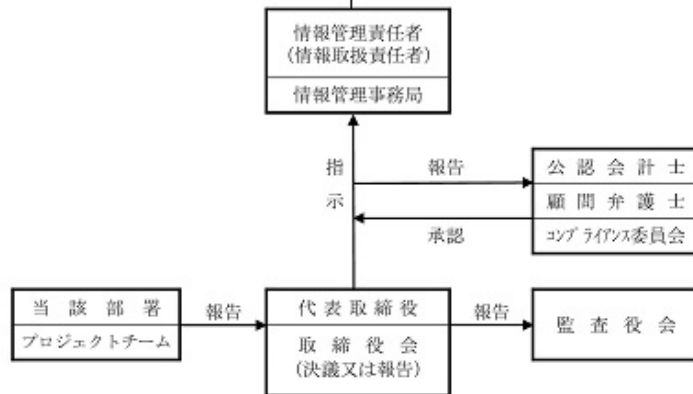 情報管理責任者
(情報取扱責任者)
情報管理事務局
指示
報告
公認会計士
顧問弁護士
承認
コンプライアンス委員会
当該部署
プロジェクトチーム
報告
代表取締役
取締役会
(決議又は報告)
報告
監査役会